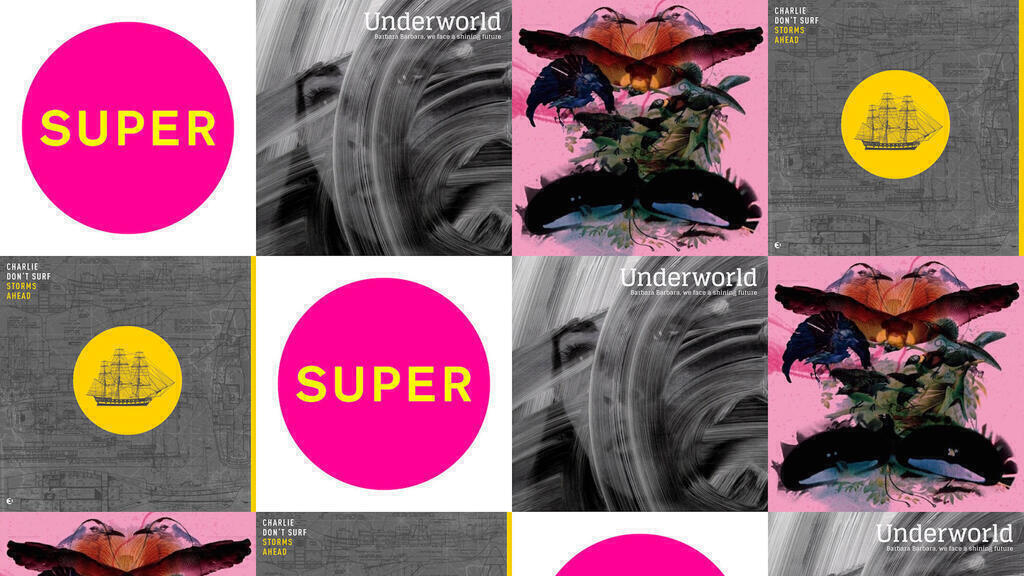 SUPER
Underworld
Barbara Barbara, we face a shining future
CHARLIE
DON'T SURF
STORMS
AHEAD
CHARLIE
DON'T SURF
STORMS
AHEAD
SUPER
Underworld
Barbara Barbara, we face a shining future
CHARLIE
DON'T SURF
STORMS
AHEAD
Underworld
Barbara Barbara, we face a shining future